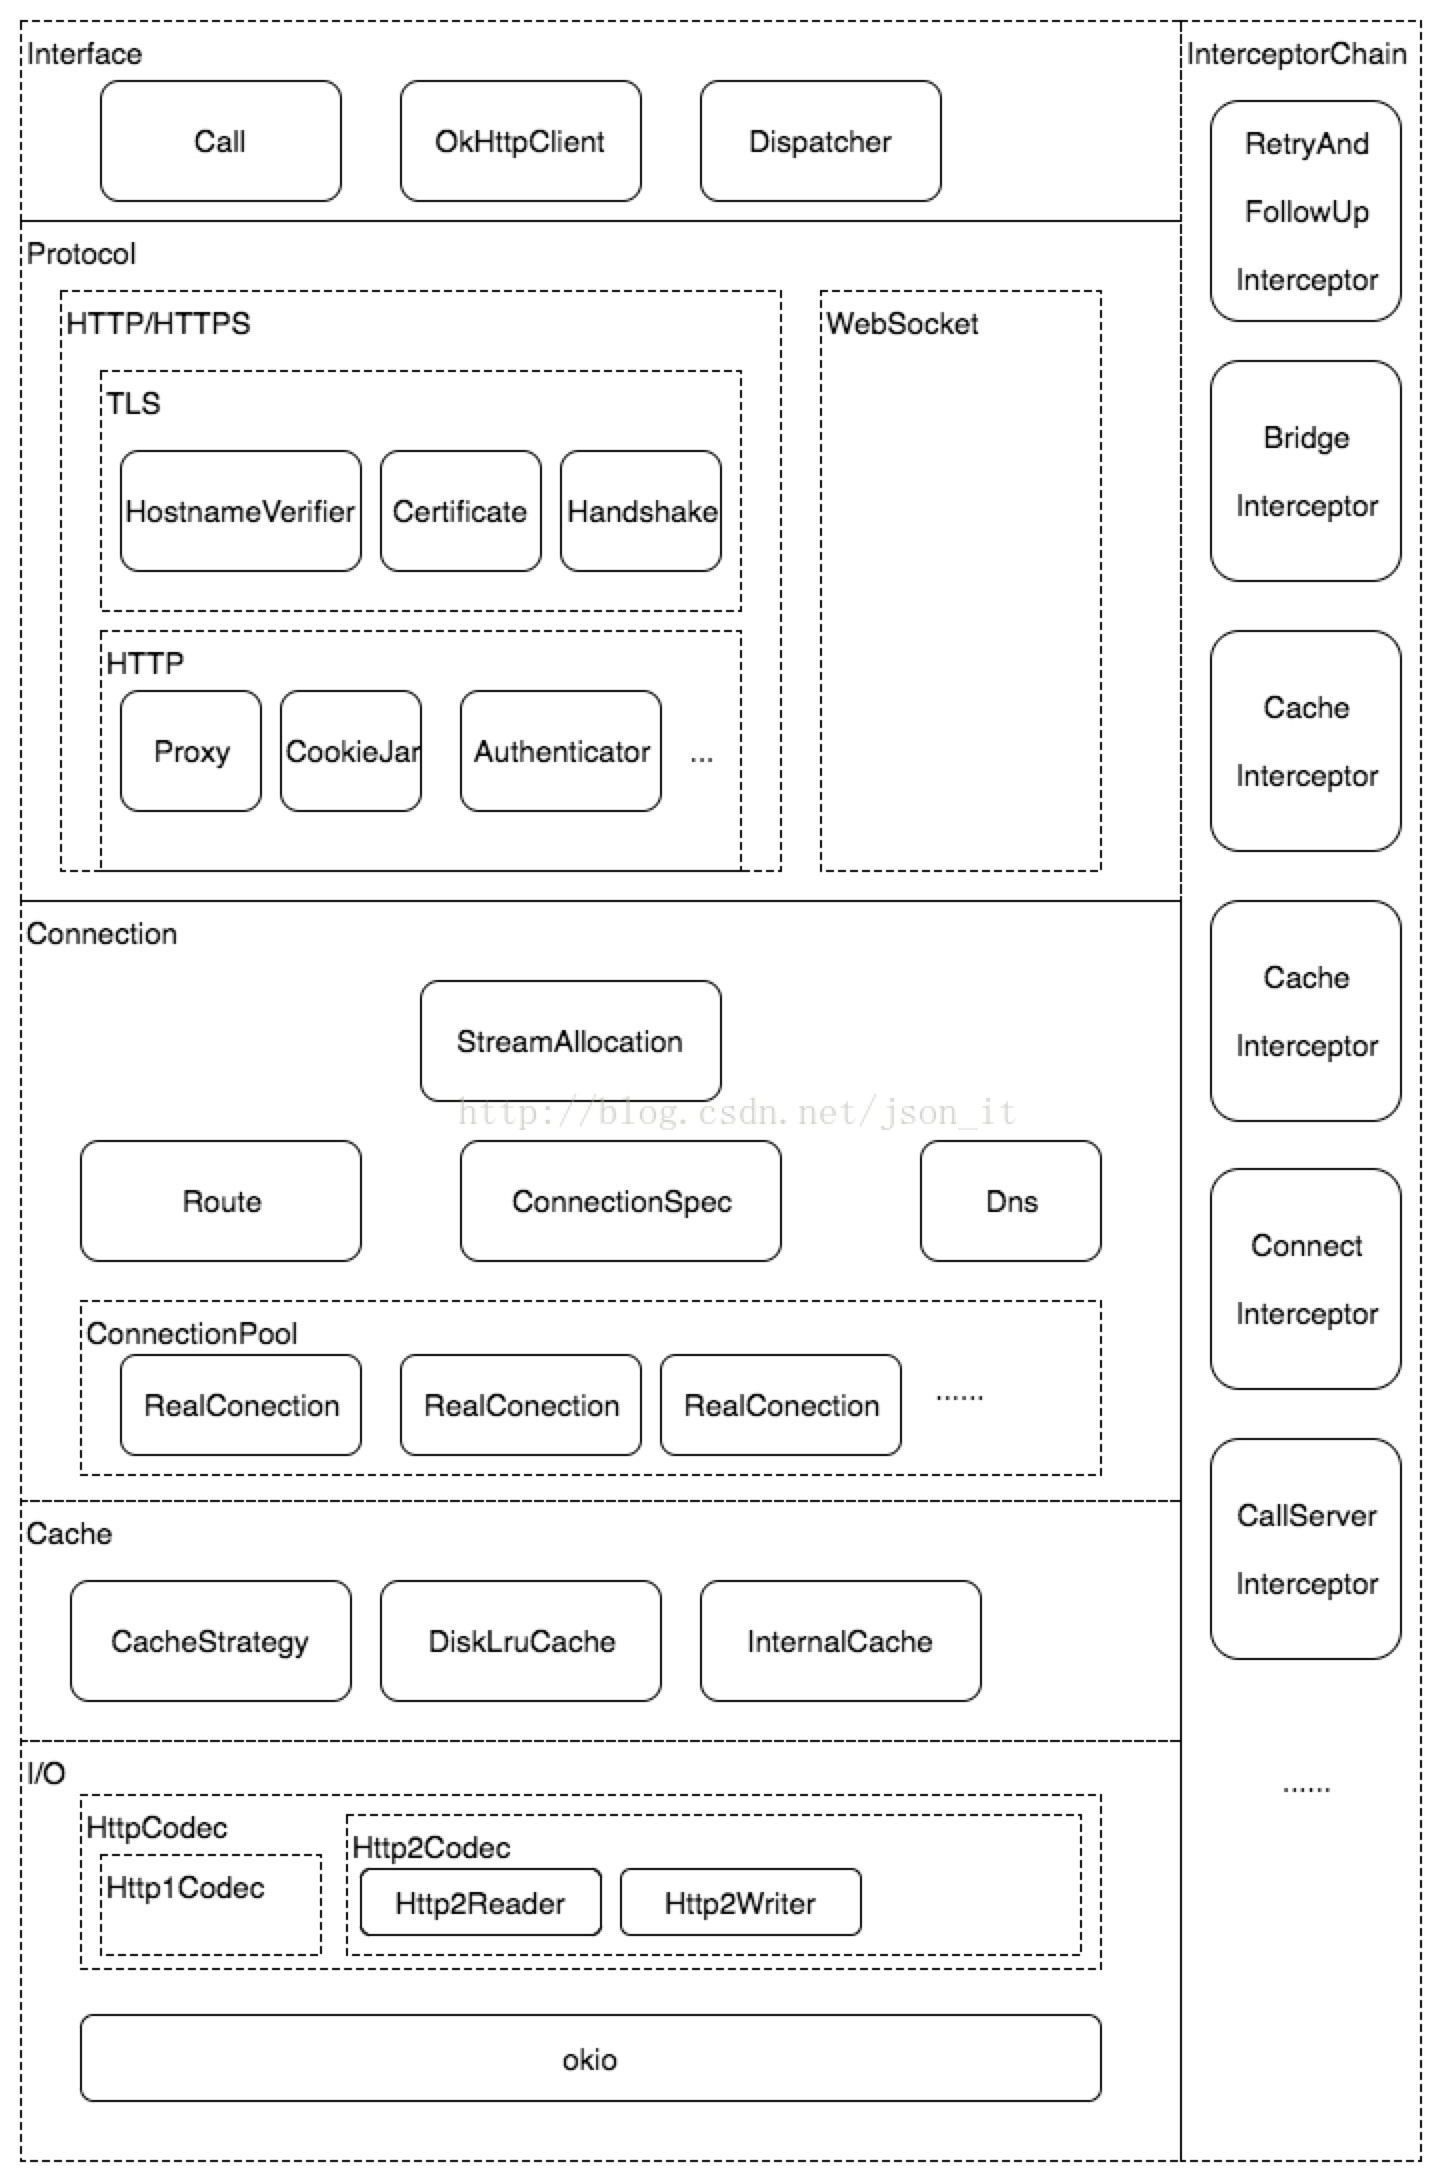 Interface
Call
OkHttpClient
Dispatcher
Protocol
HTTP/HTTPS
TLS
HostnameVerifier
Certificate
Handshake
HTTP
Proxy
CookieJar
Authenticator
...
WebSocket
Connection
StreamAllocation
http://blog.csdn.net/json_it
Route
ConnectionSpec
Dns
ConnectionPool
RealConection
RealConection
RealConection
......
Cache
CacheStrategy
DiskLruCache
InternalCache
I/O
HttpCodec
Http1Codec
Http2Codec
Http2Reader
Http2Writer
okio
InterceptorChain
RetryAnd
FollowUp
Interceptor
Bridge
Interceptor
Cache
Interceptor
Cache
Interceptor
Connect
Interceptor
CallServer
Interceptor
......